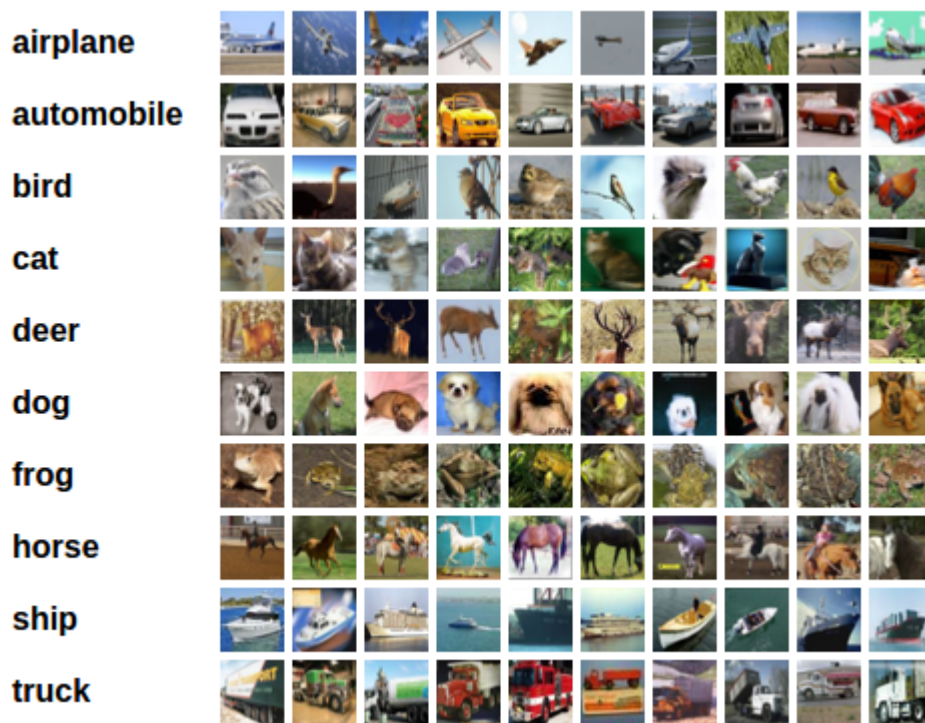 airplane
automobile
bird
cat
deer
dog
frog
horse
ship
truck